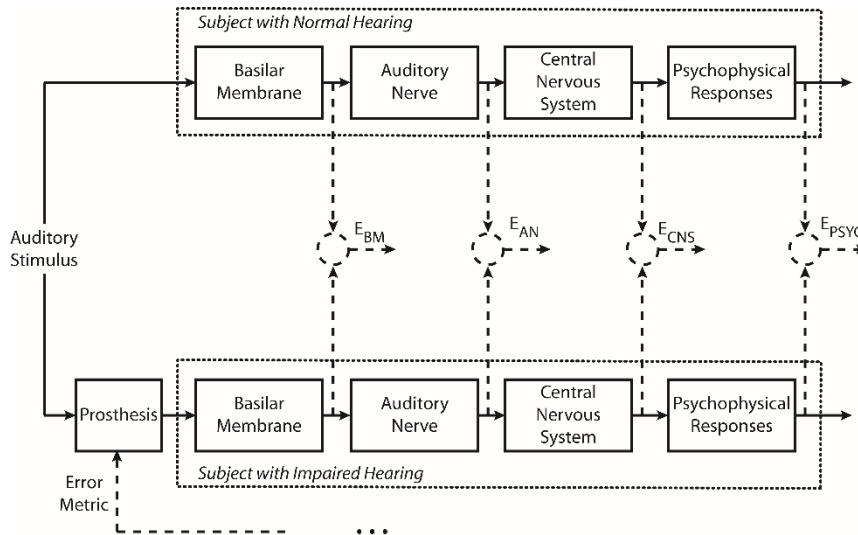 Subject with Normal Hearing
Basilar
Membrane
Auditory
Nerve
Central
Nervous
System
Psychophysical
Responses
Auditory
Stimulus
E_BM
E_AN
E_CNS
E_PSYC
Prosthesis
Basilar
Membrane
Auditory
Nerve
Central
Nervous
System
Psychophysical
Responses
Subject with Impaired Hearing
Error
Metric
...